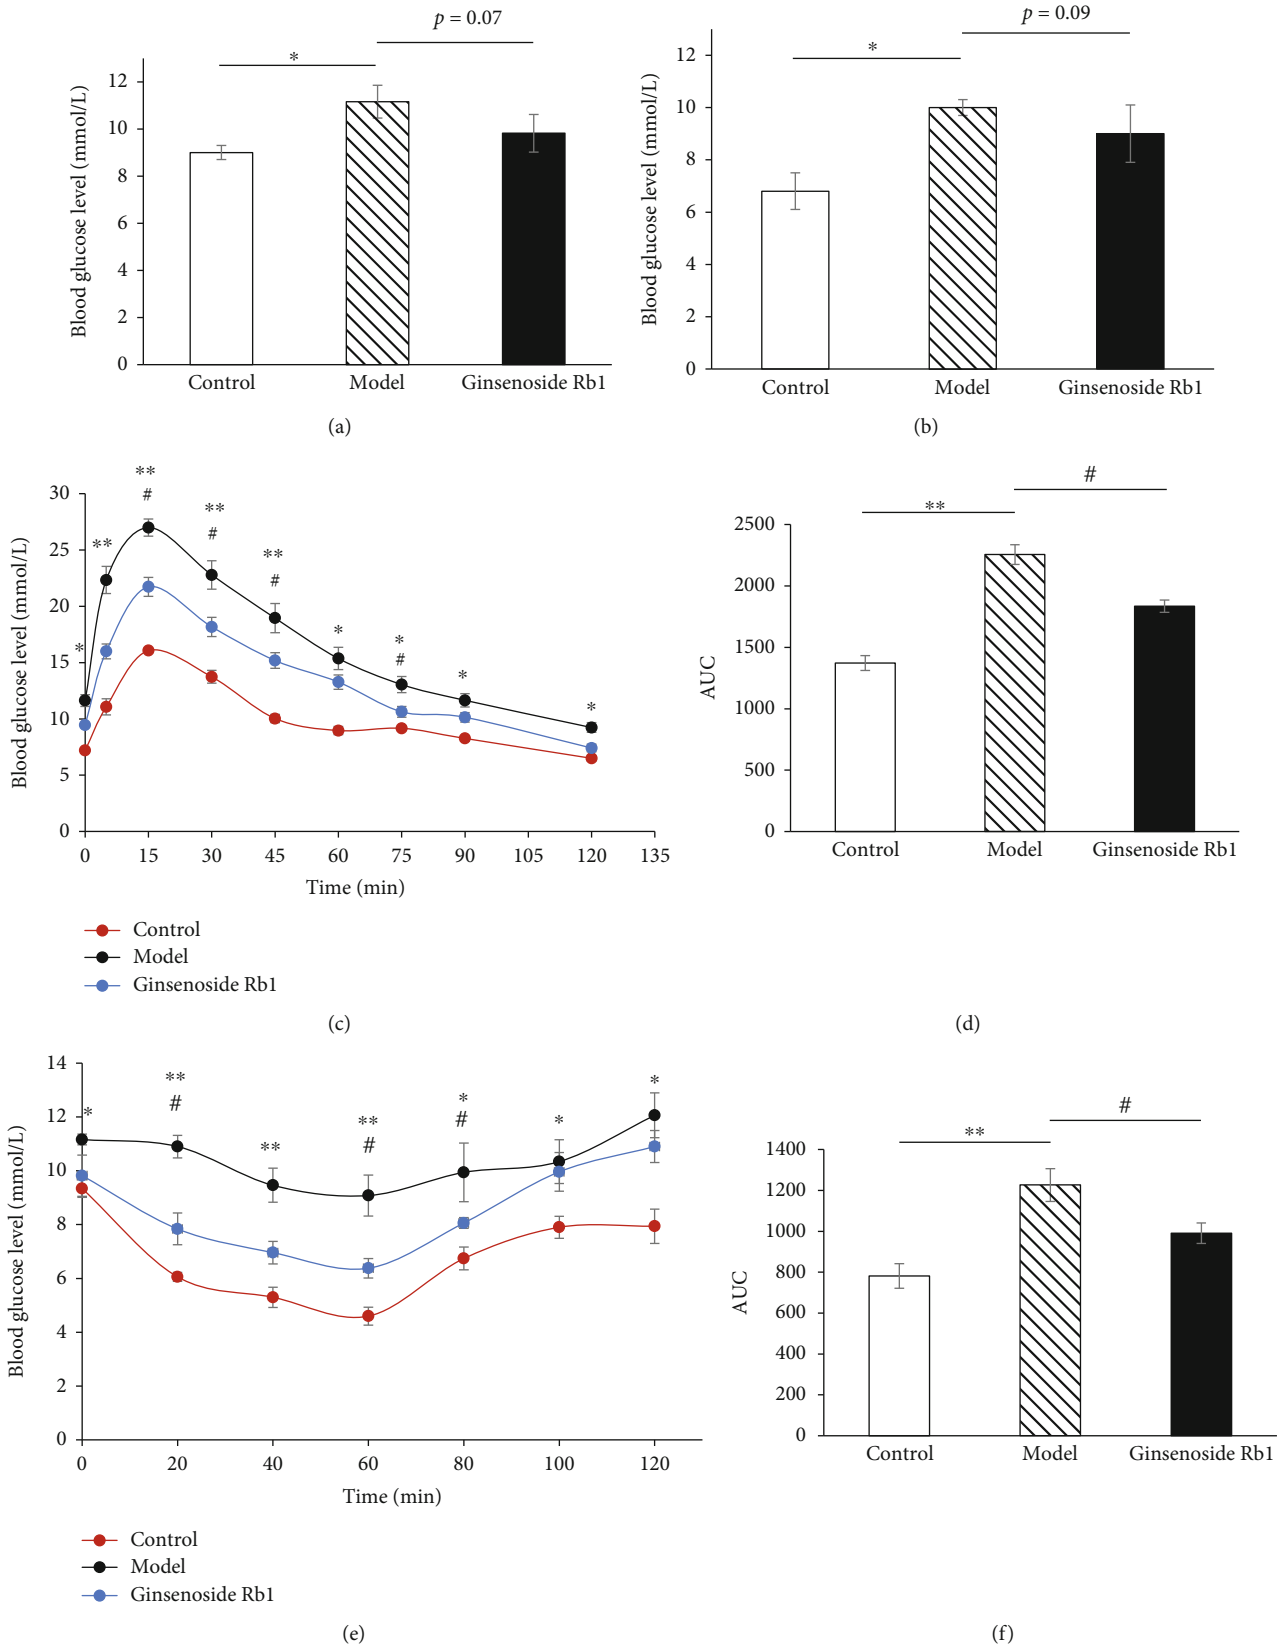 p = 0.07
*
12
10
8
6
4
2
0
Blood glucose level (mmol/L)
Control
Model
Ginsenoside Rb1
(a)
p = 0.09
*
12
10
8
6
4
2
0
Blood glucose level (mmol/L)
Control
Model
Ginsenoside Rb1
(b)
30
25
20
15
10
5
0
Blood glucose level (mmol/L)
*
**
**
#
**
#
**
#
*
*
#
*
*
0
15
30
45
60
75
90
105
120
135
Time (min)
Control
Model
Ginsenoside Rb1
(c)
**
#
2500
2000
1500
1000
500
0
AUC
Control
Model
Ginsenoside Rb1
(d)
14
12
10
8
6
4
2
0
Blood glucose level (mmol/L)
*
**
#
**
**
#
*
#
*
*
0
20
40
60
80
100
120
Time (min)
Control
Model
Ginsenoside Rb1
(e)
**
#
1400
1200
1000
800
600
400
200
0
AUC
Control
Model
Ginsenoside Rb1
(f)